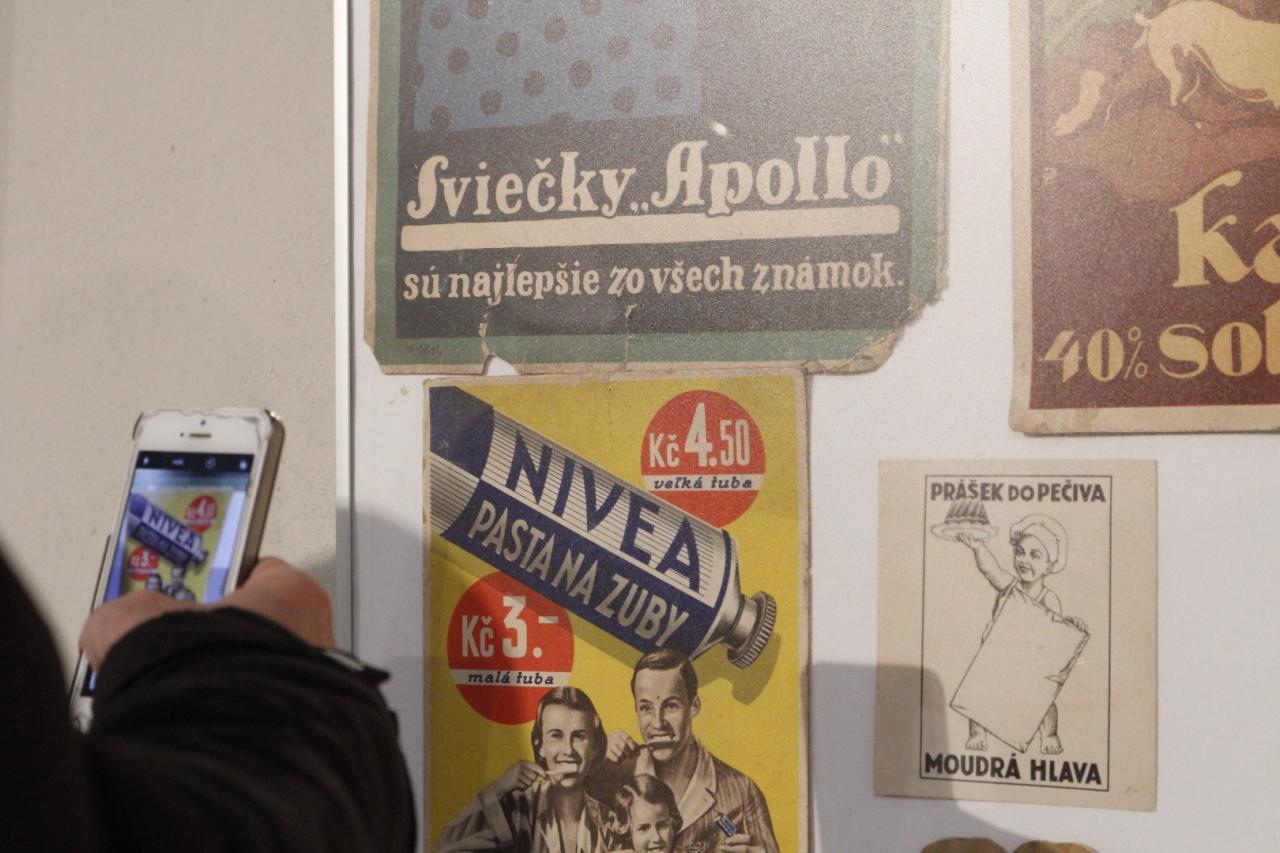 Sviečky „Apollo“
sú najlepšie zo všech známok.
40%
NIVEA
PASTA NA ZUBY
Kč 4.50
veľká tuba
Kč 3.-
malá tuba
PRÁŠEK DO PEČIVA
MOUDRÁ HLAVA